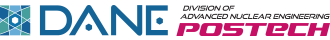 DANE
DIVISION OF
ADVANCED NUCLEAR ENGINEERING
POSTECH